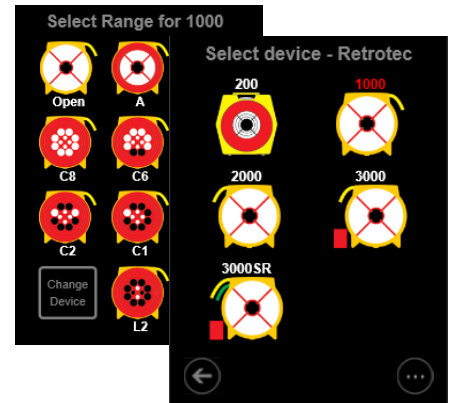 Select Range for 1000
Open A
C8 C6
C2 C1
Change
Device
L2
Select device - Retrotec
200 1000
2000 3000
3000SR